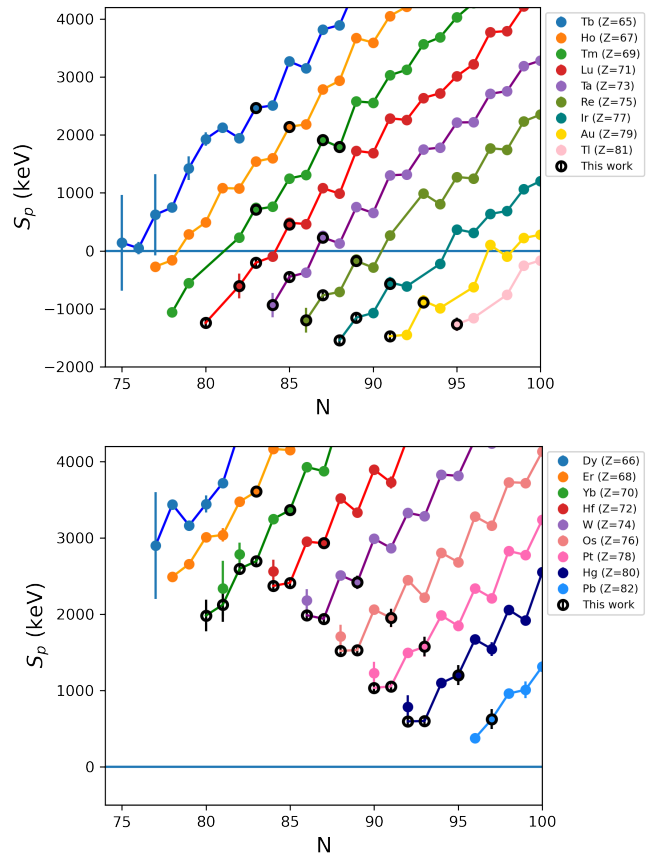 4000
3000
2000
1000
0
−1000
−2000
S_p (keV)
75
80
85
90
95
100
N
Tb (Z=65)
Ho (Z=67)
Tm (Z=69)
Lu (Z=71)
Ta (Z=73)
Re (Z=75)
Ir (Z=77)
Au (Z=79)
Tl (Z=81)
This work
4000
3000
2000
1000
0
S_p (keV)
75
80
85
90
95
100
N
Dy (Z=66)
Er (Z=68)
Yb (Z=70)
Hf (Z=72)
W (Z=74)
Os (Z=76)
Pt (Z=78)
Hg (Z=80)
Pb (Z=82)
This work